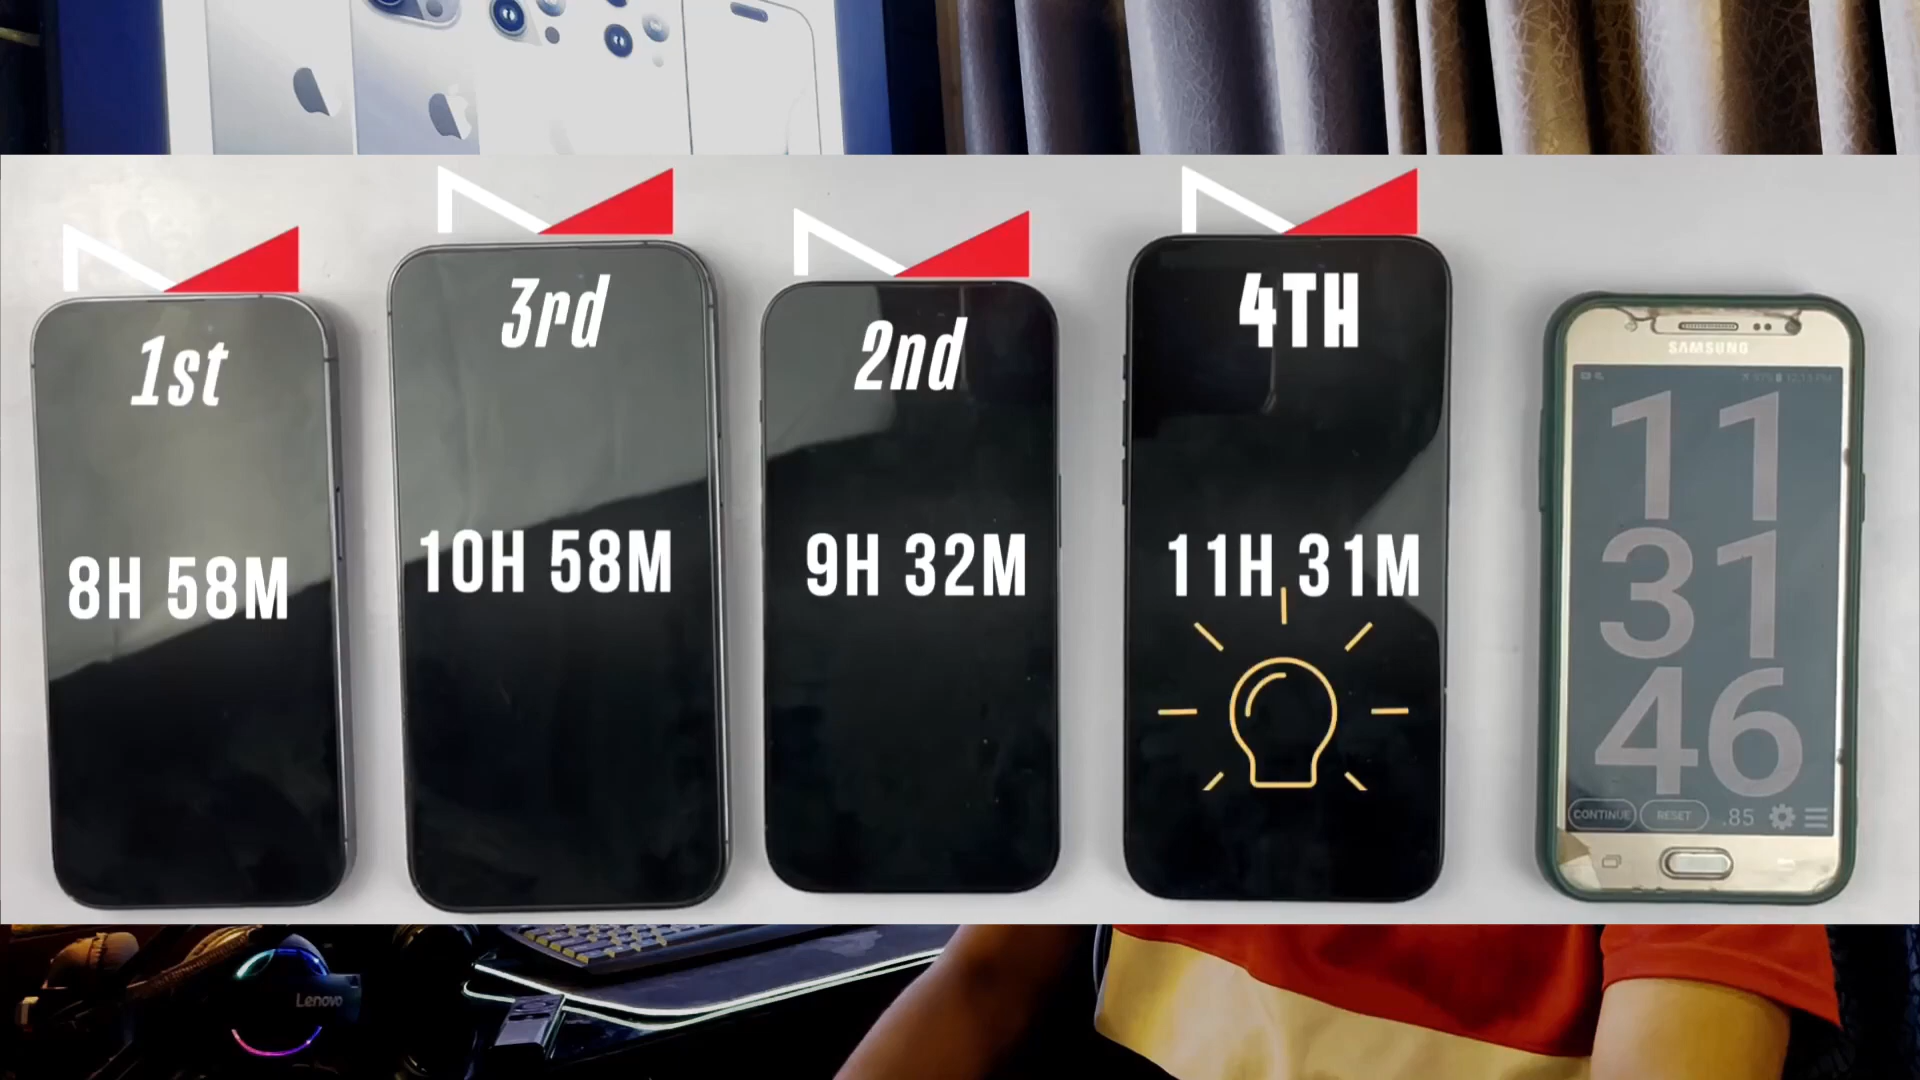 1st
8H 58M
3rd
10H 58M
2nd
9H 32M
4TH
11H 31M
SAMSUNG
11
31
46
CONTINUE
RESET
.85
Lenovo